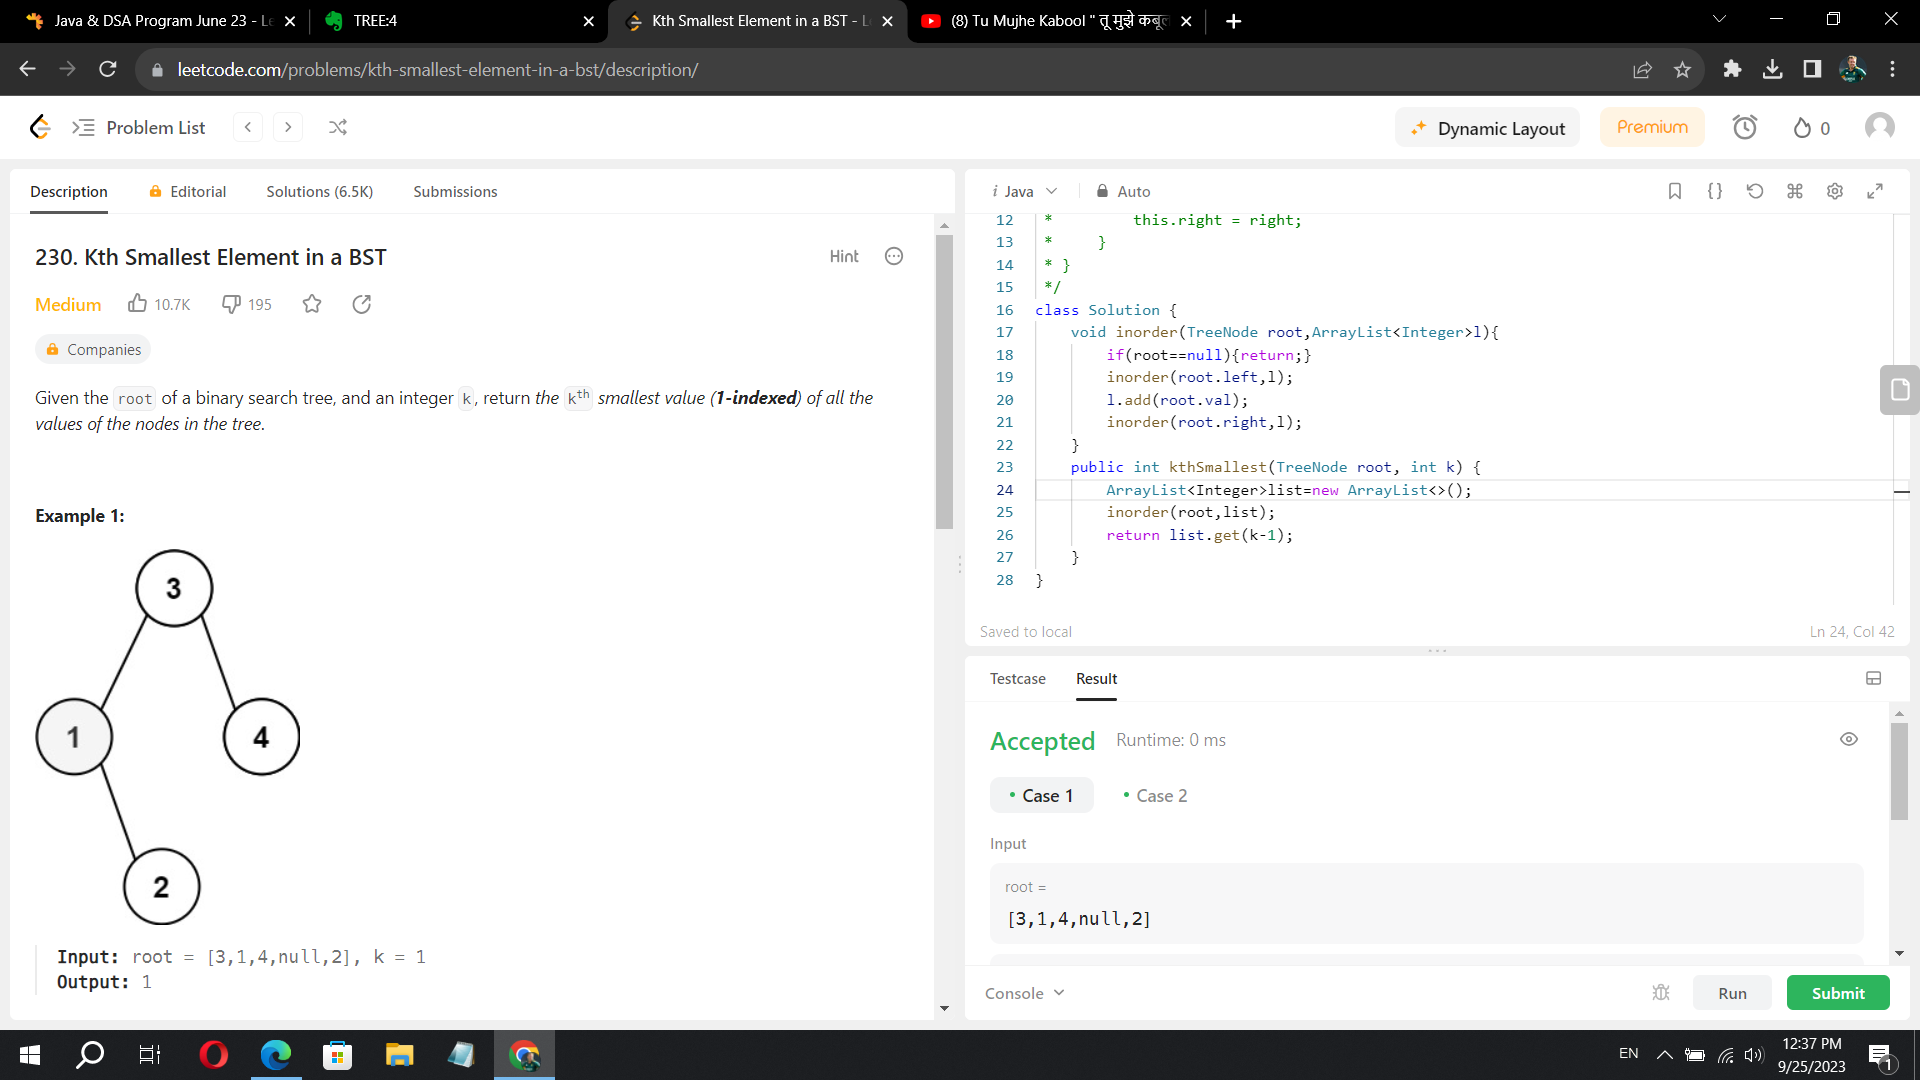 Java & DSA Program June 23 - Le
TREE:4
Kth Smallest Element in a BST - L
(8) Tu Mujhe Kabool " तू मुझे कबूल
leetcode.com/problems/kth-smallest-element-in-a-bst/description/
Problem List
Dynamic Layout
Premium
0
Description
Editorial
Solutions (6.5K)
Submissions
230. Kth Smallest Element in a BST
Hint
Medium
10.7K
195
Companies
Given the root of a binary search tree, and an integer k, return the kth smallest value (1-indexed) of all the
values of the nodes in the tree.
Example 1:
3
1
4
2
Input: root = [3,1,4,null,2], k = 1
Output: 1
i Java
Auto
12 * this.right = right;
13 * }
14 * }
15 */
16 class Solution {
17 void inorder(TreeNode root,ArrayList<Integer>l){
18 if(root==null){return;}
19 inorder(root.left,l);
20 l.add(root.val);
21 inorder(root.right,l);
22 }
23 public int kthSmallest(TreeNode root, int k) {
24 ArrayList<Integer>list=new ArrayList<>();
25 inorder(root,list);
26 return list.get(k-1);
27 }
28 }
Saved to local
Ln 24, Col 42
Testcase
Result
Accepted
Runtime: 0 ms
Case 1
Case 2
Input
root =
[3,1,4,null,2]
Console
Run
Submit
EN
12:37 PM
9/25/2023
1